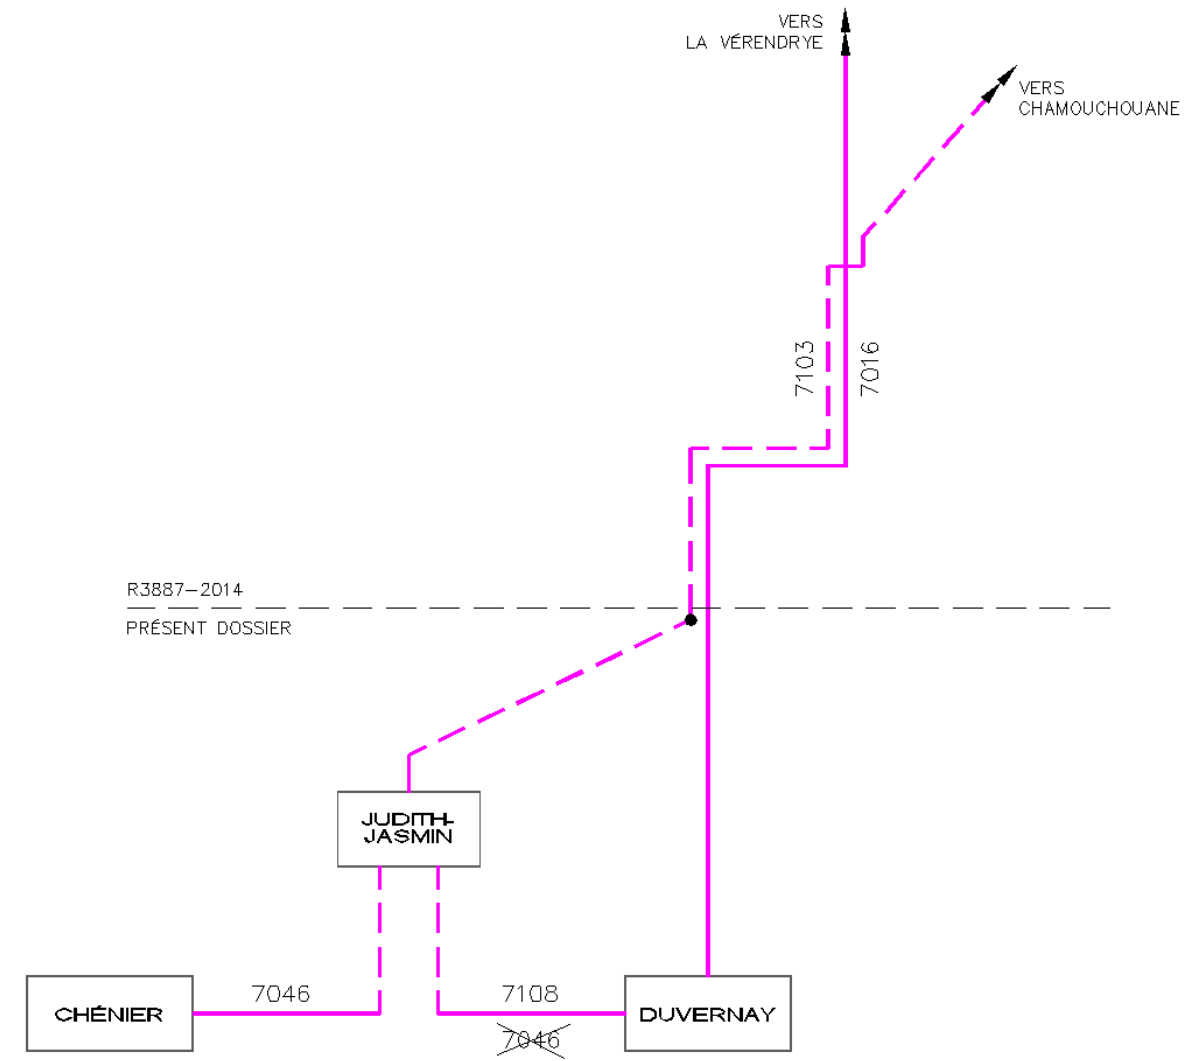 VERS
LA VÉRENDRYE
VERS
CHAMOUCHOUANE
7103
7016
R3887-2014
PRÉSENT DOSSIER
JUDITH-
JASMIN
7046
7108
CHÉNIER
DUVERNAY
7046